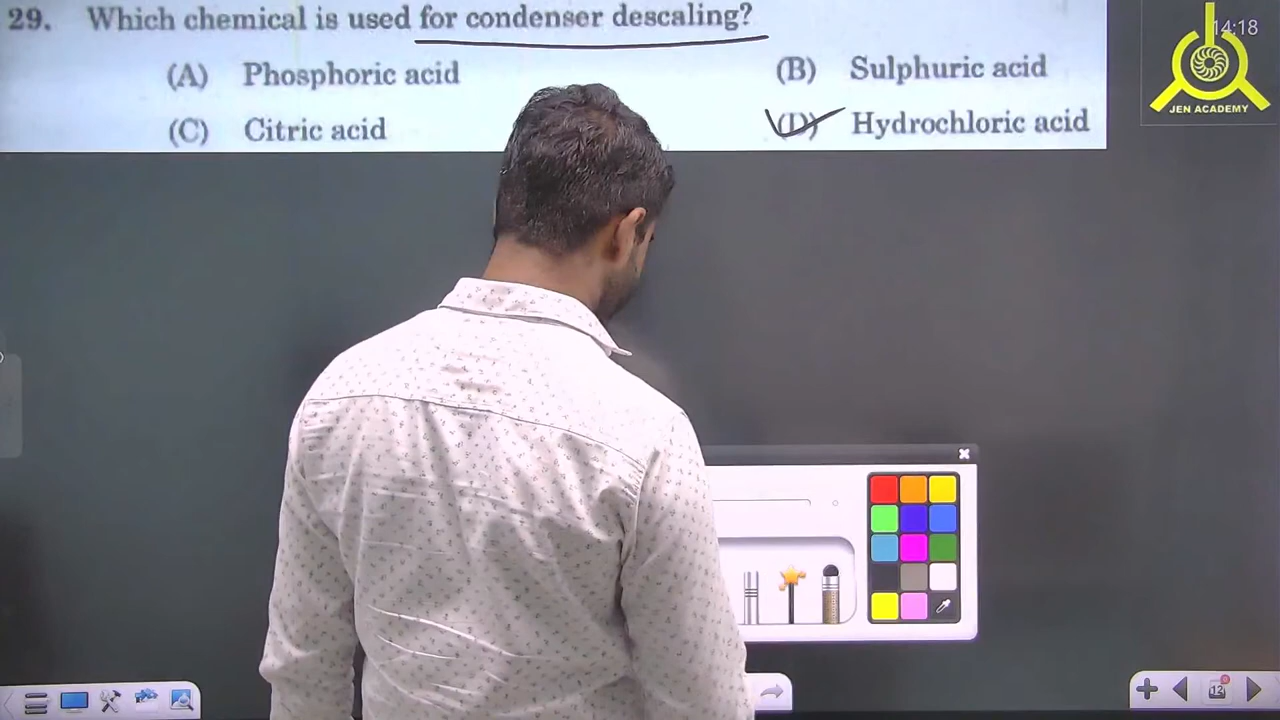 29. Which chemical is used for condenser descaling?
(A) Phosphoric acid (B) Sulphuric acid
(C) Citric acid (D) Hydrochloric acid
14:18
JEN ACADEMY
12